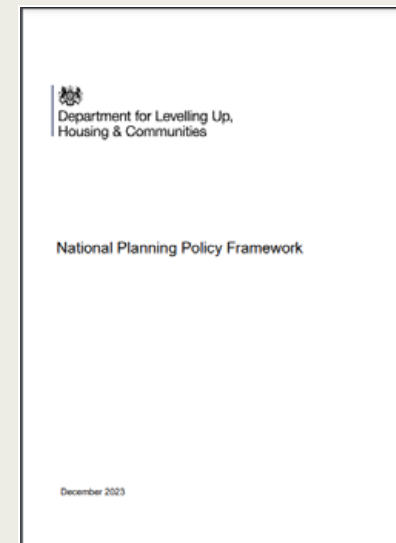 Department for Levelling Up,
Housing & Communities
National Planning Policy Framework
December 2023